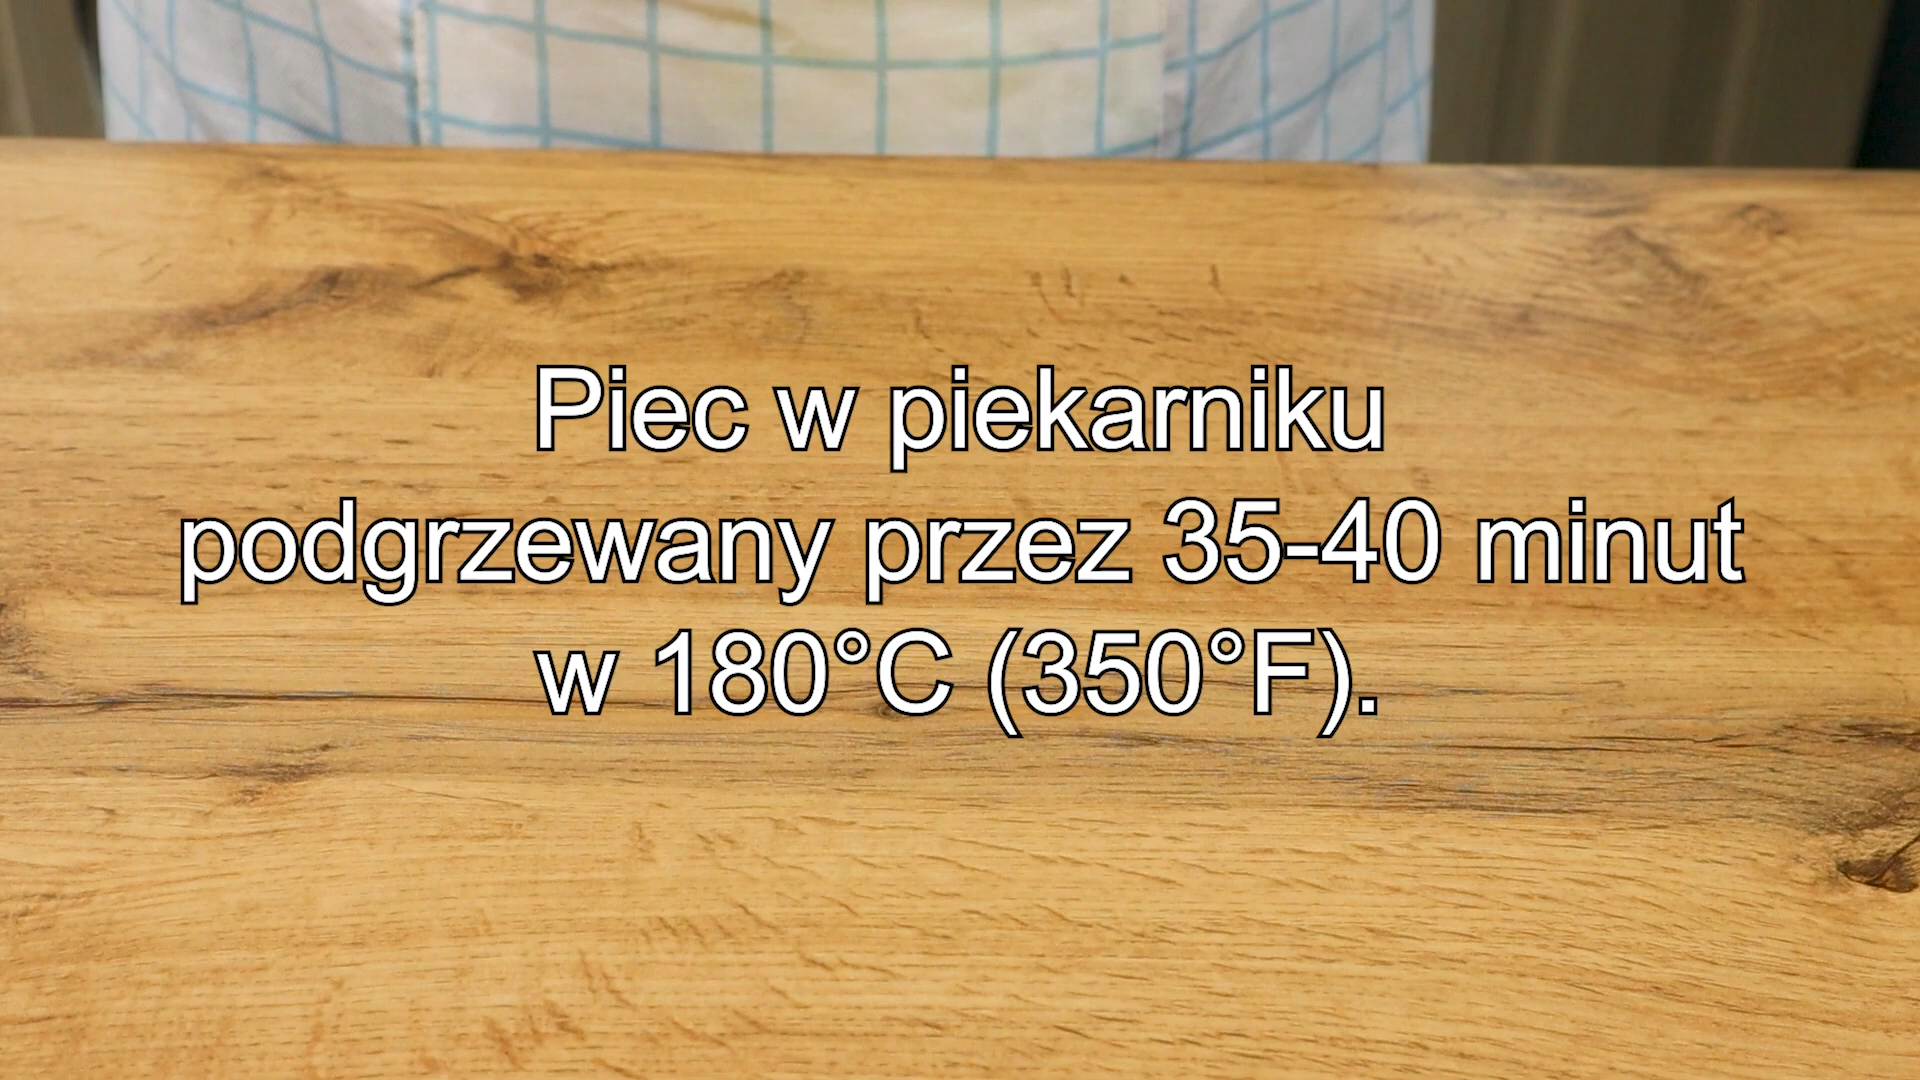 Piec w piekarniku
podgrzewany przez 35-40 minut
w 180°C (350°F).